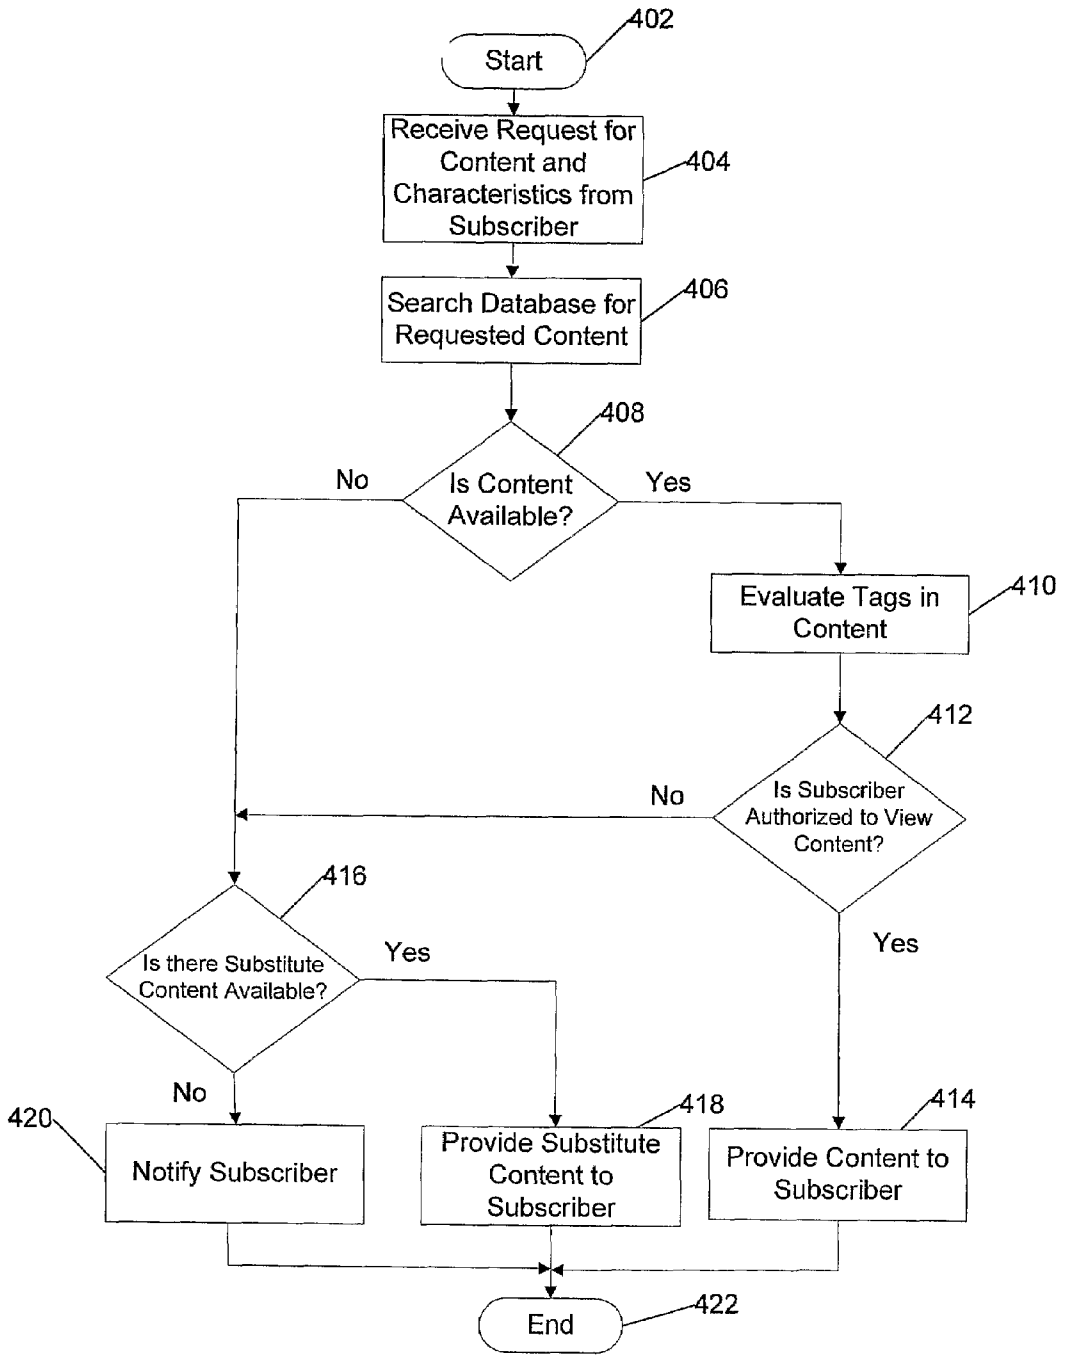 402
Start
Receive Request for
Content and
Characteristics from
Subscriber
404
Search Database for
Requested Content
406
408
Is Content
Available?
No
Yes
Evaluate Tags in
Content
410
412
Is Subscriber
Authorized to View
Content?
No
Yes
416
Is there Substitute
Content Available?
Yes
No
420
Notify Subscriber
418
Provide Substitute
Content to
Subscriber
414
Provide Content to
Subscriber
End
422